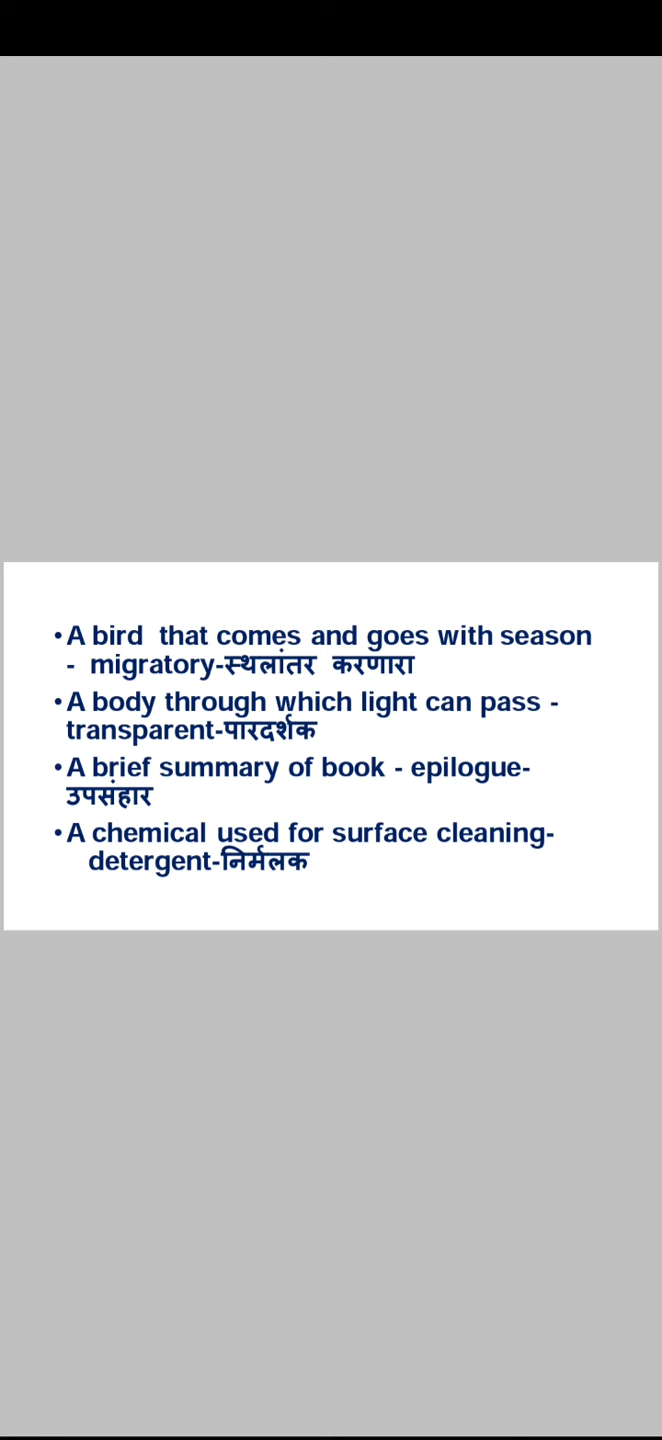 • A bird that comes and goes with season
- migratory-स्थलांतर करणारा
• A body through which light can pass -
transparent-पारदर्शक
• A brief summary of book - epilogue-
उपसंहार
• A chemical used for surface cleaning-
detergent-निर्मलक